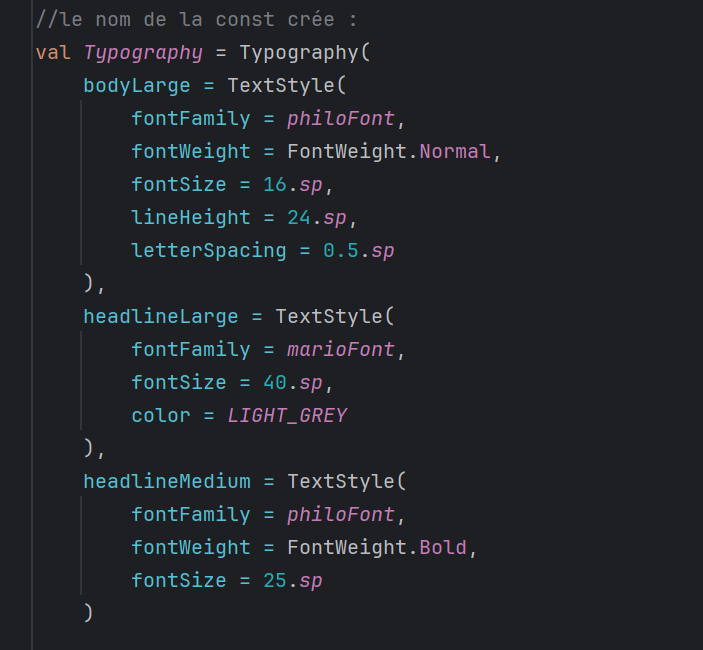 //le nom de la const crée :
val Typography = Typography(
    bodyLarge = TextStyle(
        fontFamily = philoFont,
        fontWeight = FontWeight.Normal,
        fontSize = 16.sp,
        lineHeight = 24.sp,
        letterSpacing = 0.5.sp
    ),
    headlineLarge = TextStyle(
        fontFamily = marioFont,
        fontSize = 40.sp,
        color = LIGHT_GREY
    ),
    headlineMedium = TextStyle(
        fontFamily = philoFont,
        fontWeight = FontWeight.Bold,
        fontSize = 25.sp
    )